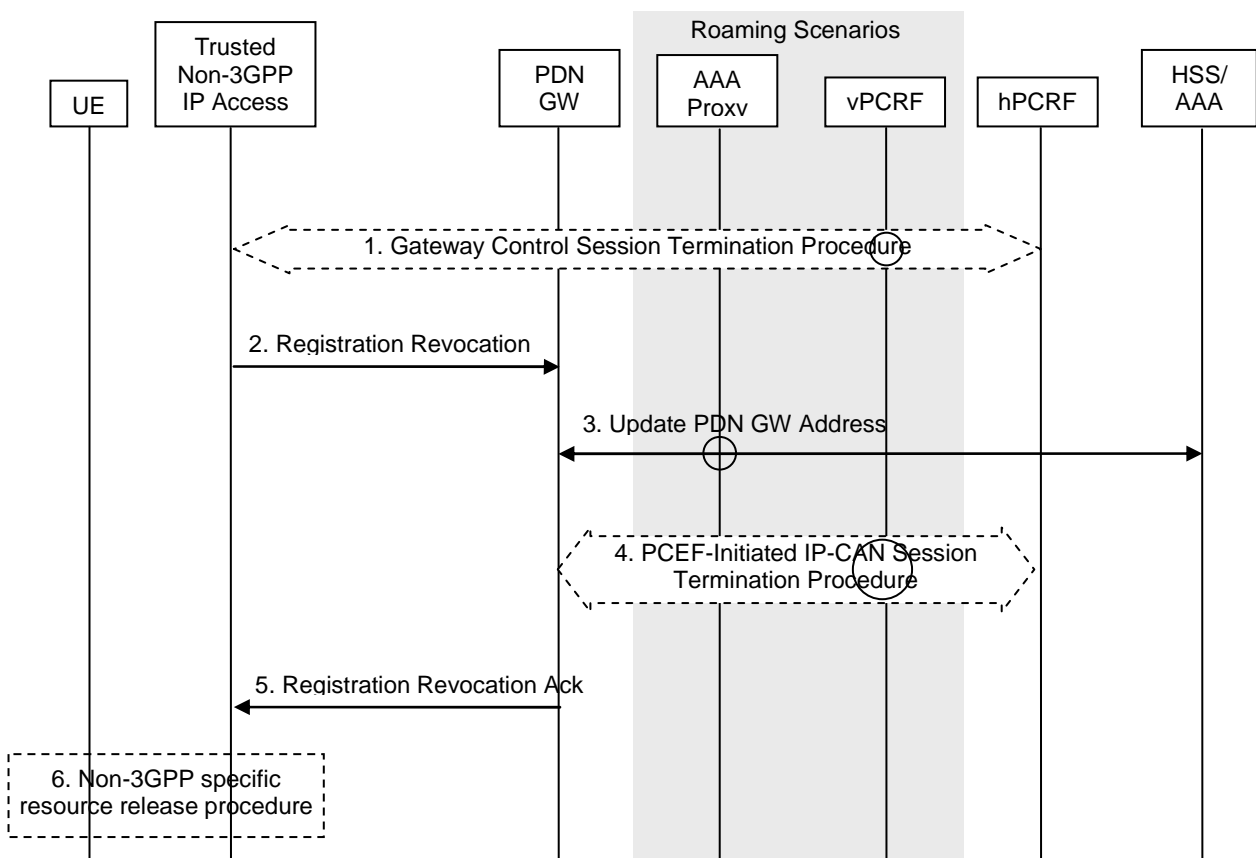 Roaming Scenarios
UE
Trusted
Non-3GPP
IP Access
PDN
GW
AAA
Proxv
vPCRF
hPCRF
HSS/
AAA
1. Gateway Control Session Termination Procedure
2. Registration Revocation
3. Update PDN GW Address
4. PCEF-Initiated IP-CAN Session
Termination Procedure
5. Registration Revocation Ack
6. Non-3GPP specific
resource release procedure